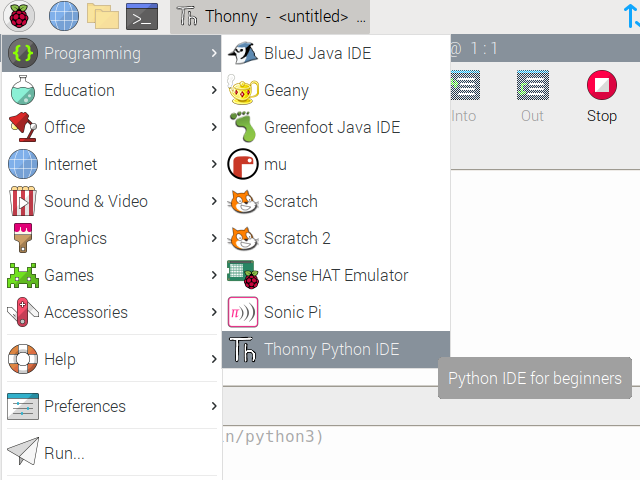 Thonny - <untitled> ...
Programming
Education
Office
Internet
Sound & Video
Graphics
Games
Accessories
Help
Preferences
Run...
BlueJ Java IDE
Geany
Greenfoot Java IDE
mu
Scratch
Scratch 2
Sense HAT Emulator
Sonic Pi
Thonny Python IDE
Python IDE for beginners
@ 1:1
Into
Out
Stop
in/python3)